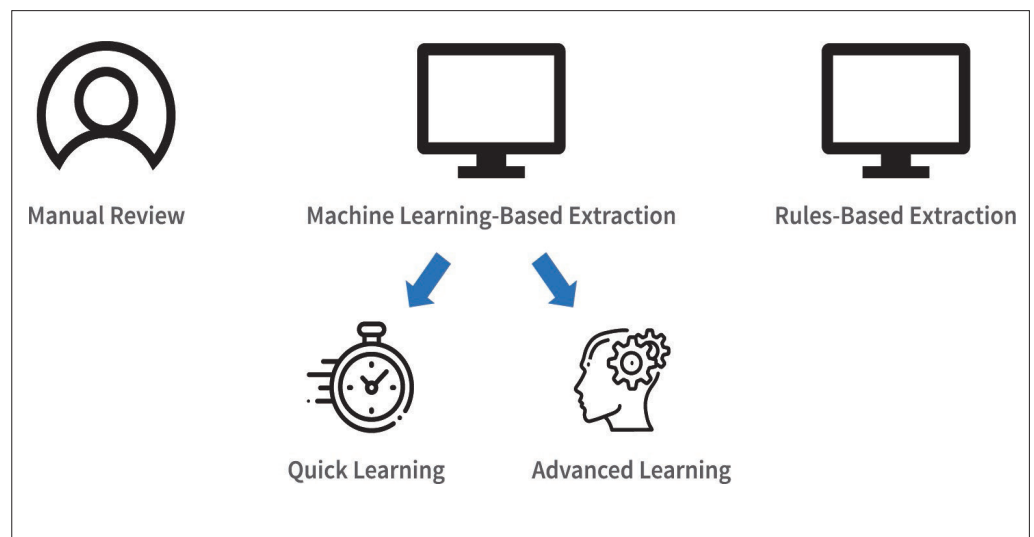 Manual Review
Machine Learning-Based Extraction
Rules-Based Extraction
Quick Learning
Advanced Learning